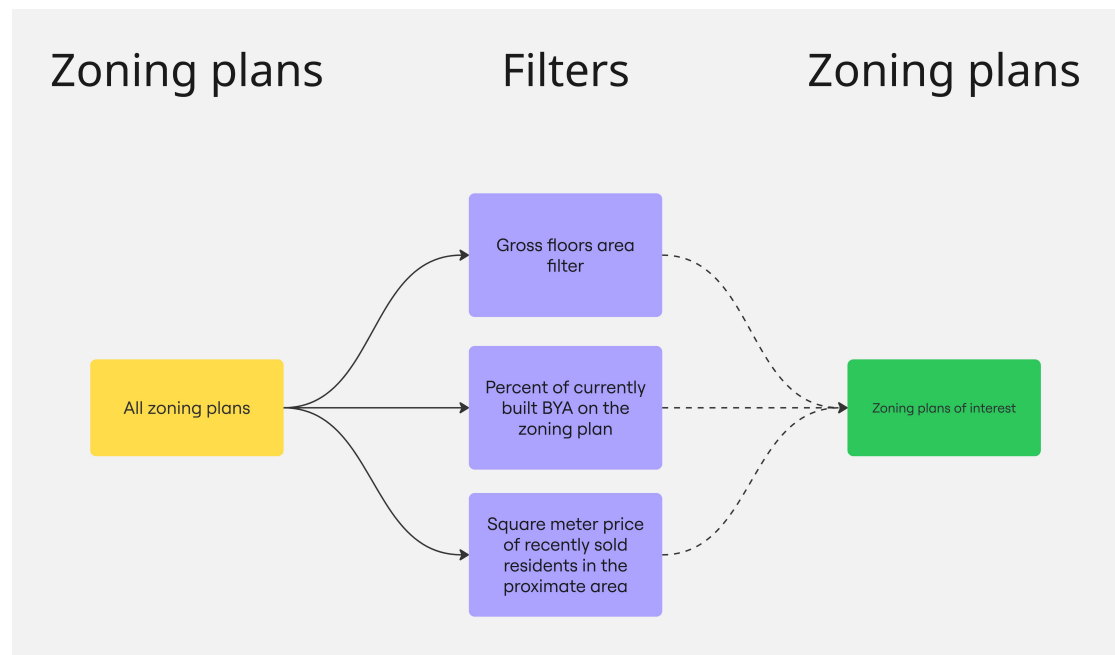 Zoning plans
Filters
Zoning plans
Gross floors area
filter
All zoning plans
Percent of currently
built BYA on the
zoning plan
Zoning plans of interest
Square meter price
of recently sold
residents in the
proximate area